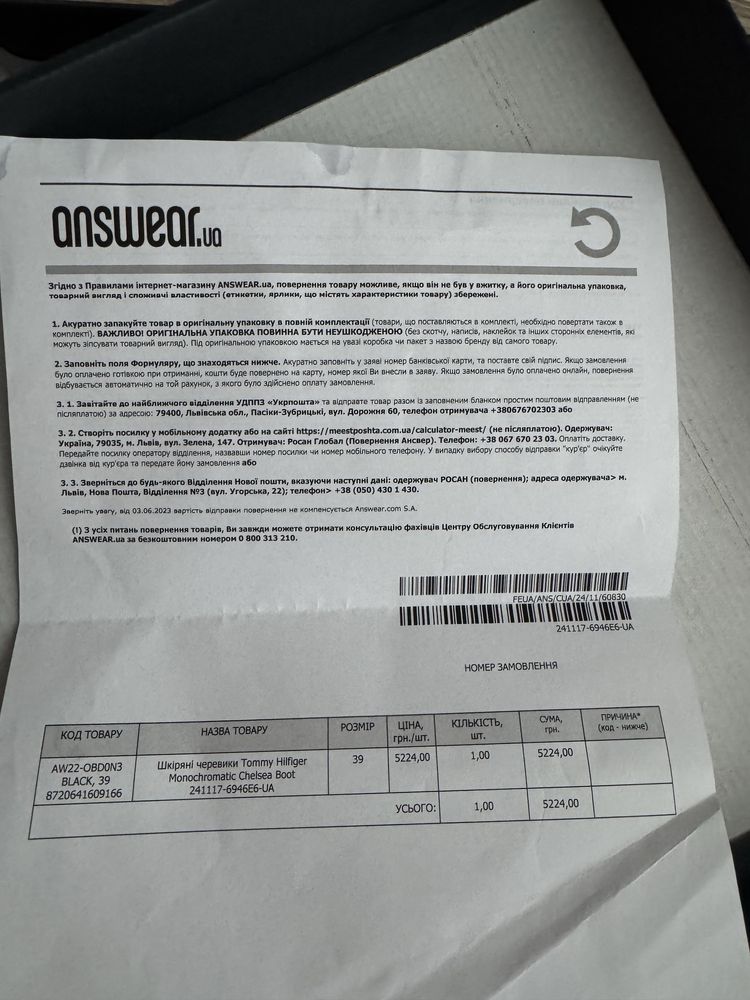 answear.ua
Згідно з Правилами інтернет-магазину ANSWEAR.ua, повернення товару можливе, якщо він не був у вжитку, а його оригінальна упаковка,
товарний вигляд і споживчі властивості (етикетки, ярлики, що містять характеристики товару) збережені.
1. Акуратно запакуйте товар в оригінальну упаковку в повній комплектації (товари, що поставляються в комплекті, необхідно повертати також в
комплекті). ВАЖЛИВО! ОРИГІНАЛЬНА УПАКОВКА ПОВИННА БУТИ НЕУШКОДЖЕНОЮ (без скотчу, написів, наклейок та інших сторонніх елементів, які
можуть зіпсувати товарний вигляд). Під оригінальною упаковкою мається на увазі коробка чи пакет з назвою бренду від самого товару.
2. Заповніть поля Формуляру, що знаходяться нижче. Акуратно заповніть у заяві номер банківської карти, та поставте свій підпис. Якщо замовлення
було оплачено готівкою при отриманні, кошти буде повернено на карту, номер якої Ви внесли в заяву. Якщо замовлення було оплачено онлайн, повернення
відбувається автоматично на той рахунок, з якого було здійснено оплату замовлення.
3. 1. Завітайте до найближчого відділення УДППЗ «Укрпошта» та відправте товар разом із заповненим бланком простим поштовим відправленням (не
післяплатою) за адресою: 79400, Львівська обл., Пасіки-Зубрицькі, вул. Дорожня 60, телефон отримувача +380676702303 або
3. 2. Створіть посилку у мобільному додатку або на сайті https://meestposhta.com.ua/calculator-meest/ (не післяплатою). Одержувач:
Україна, 79035, м. Львів, вул. Зелена, 147. Отримувач: Росан Глобал (Повернення Ансвер). Телефон: +38 067 670 23 03. Оплатіть доставку.
Передайте посилку оператору відділення, назвавши номер посилки чи номер мобільного телефону. У випадку вибору способу відправки "кур'єр" очікуйте
дзвінка від кур'єра та передайте йому замовлення або
3. 3. Зверніться до будь-якого Відділення Нової пошти, вказуючи наступні дані: одержувач РОСАН (повернення); адреса одержувача> м.
Львів, Нова Пошта, Відділення №3 (вул. Угорська, 22); телефон> +38 (050) 430 1 430.
Зверніть увагу, від 03.06.2023 вартість відправки повернення не компенсується Answear.com S.A.
(!) З усіх питань повернення товарів, Ви завжди можете отримати консультацію фахівців Центру Обслуговування Клієнтів
ANSWEAR.ua за безкоштовним номером 0 800 313 210.
FEUA/ANS/CUA/24/11/60830
241117-6946E6-UA
НОМЕР ЗАМОВЛЕННЯ
КОД ТОВАРУ НАЗВА ТОВАРУ РОЗМІР ЦІНА, грн./шт. КІЛЬКІСТЬ, шт. СУМА, грн. ПРИЧИНА* (код - нижче)
AW22-OBD0N3 Шкіряні черевики Tommy Hilfiger 39 5224,00 1,00 5224,00
BLACK, 39 Monochromatic Chelsea Boot
8720641609166 241117-6946E6-UA
УСЬОГО: 1,00 5224,00